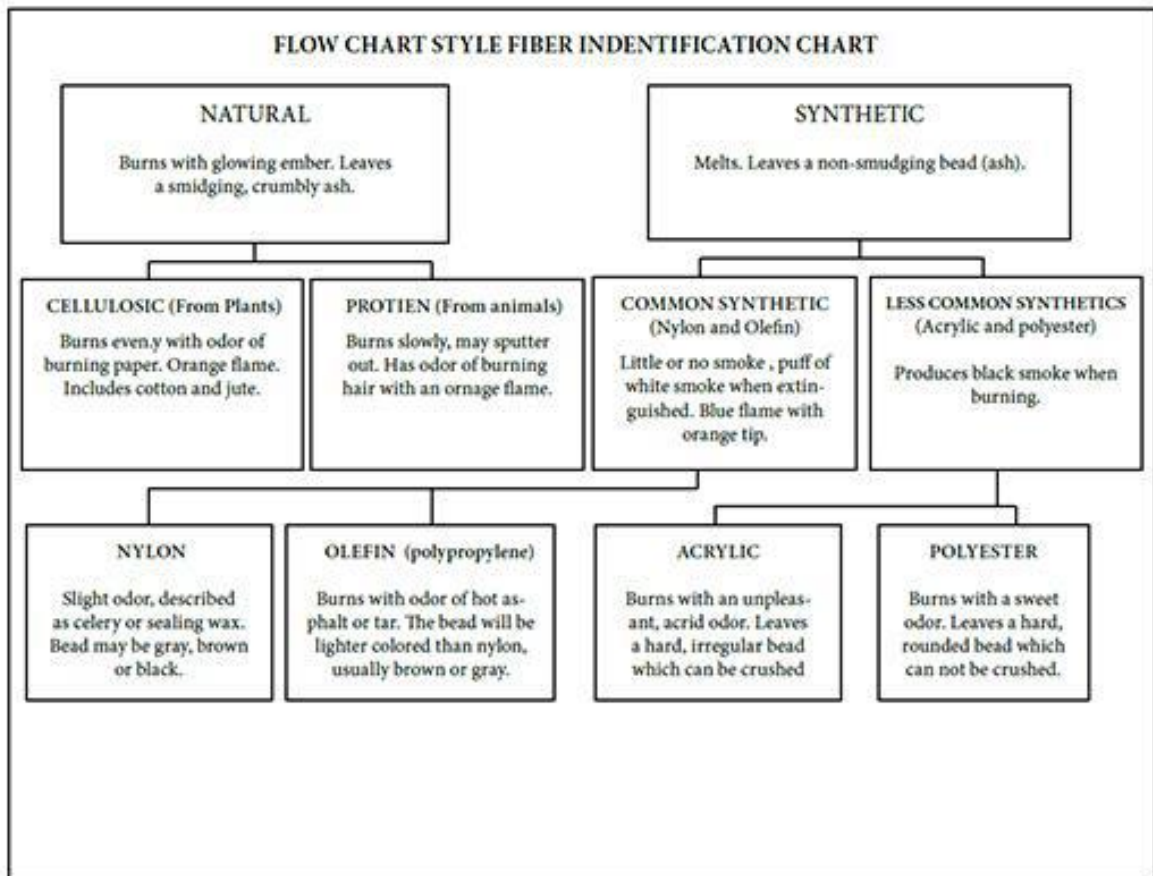 FLOW CHART STYLE FIBER INDENTIFICATION CHART
NATURAL
Burns with glowing ember. Leaves
a smidging, crumbly ash.
SYNTHETIC
Melts. Leaves a non-smudging bead (ash).
CELLULOSIC (From Plants)
Burns even.y with odor of
burning paper. Orange flame.
Includes cotton and jute.
PROTIEN (From animals)
Burns slowly, may sputter
out. Has odor of burning
hair with an ornage flame.
COMMON SYNTHETIC
(Nylon and Olefin)
Little or no smoke , puff of
white smoke when extin-
guished. Blue flame with
orange tip.
LESS COMMON SYNTHETICS
(Acrylic and polyester)
Produces black smoke when
burning.
NYLON
Slight odor, described
as celery or sealing wax.
Bead may be gray, brown
or black.
OLEFIN (polypropylene)
Burns with odor of hot as-
phalt or tar. The bead will be
lighter colored than nylon,
usually brown or gray.
ACRYLIC
Burns with an unpleas-
ant, acrid odor. Leaves
a hard, irregular bead
which can be crushed
POLYESTER
Burns with a sweet
odor. Leaves a hard,
rounded bead which
can not be crushed.